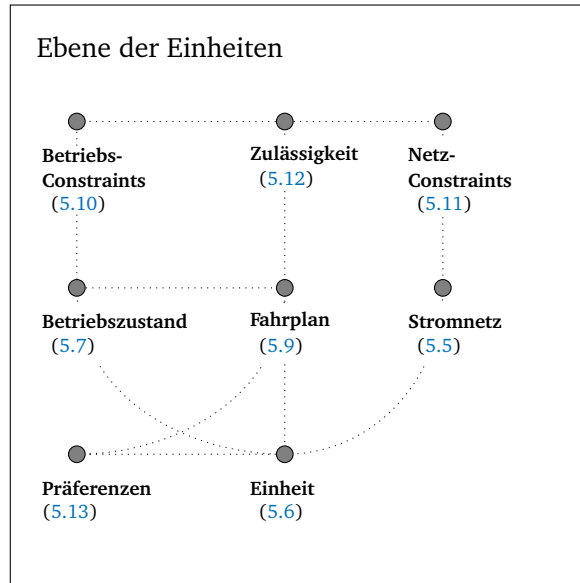 Ebene der Einheiten
Betriebs-
Constraints
(5.10)
Zulässigkeit
(5.12)
Netz-
Constraints
(5.11)
Betriebszustand
(5.7)
Fahrplan
(5.9)
Stromnetz
(5.5)
Präferenzen
(5.13)
Einheit
(5.6)